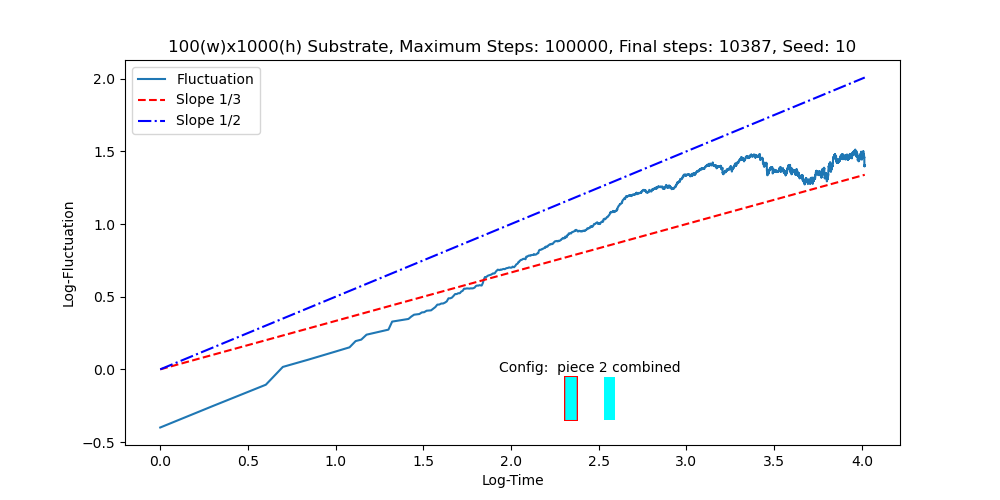 100(w)x1000(h) Substrate, Maximum Steps: 100000, Final steps: 10387, Seed: 10
Fluctuation
Slope 1/3
Slope 1/2
2.0
1.5
1.0
0.5
0.0
−0.5
Log-Fluctuation
Config:  piece 2 combined
0.0 0.5 1.0 1.5 2.0 2.5 3.0 3.5 4.0
Log-Time